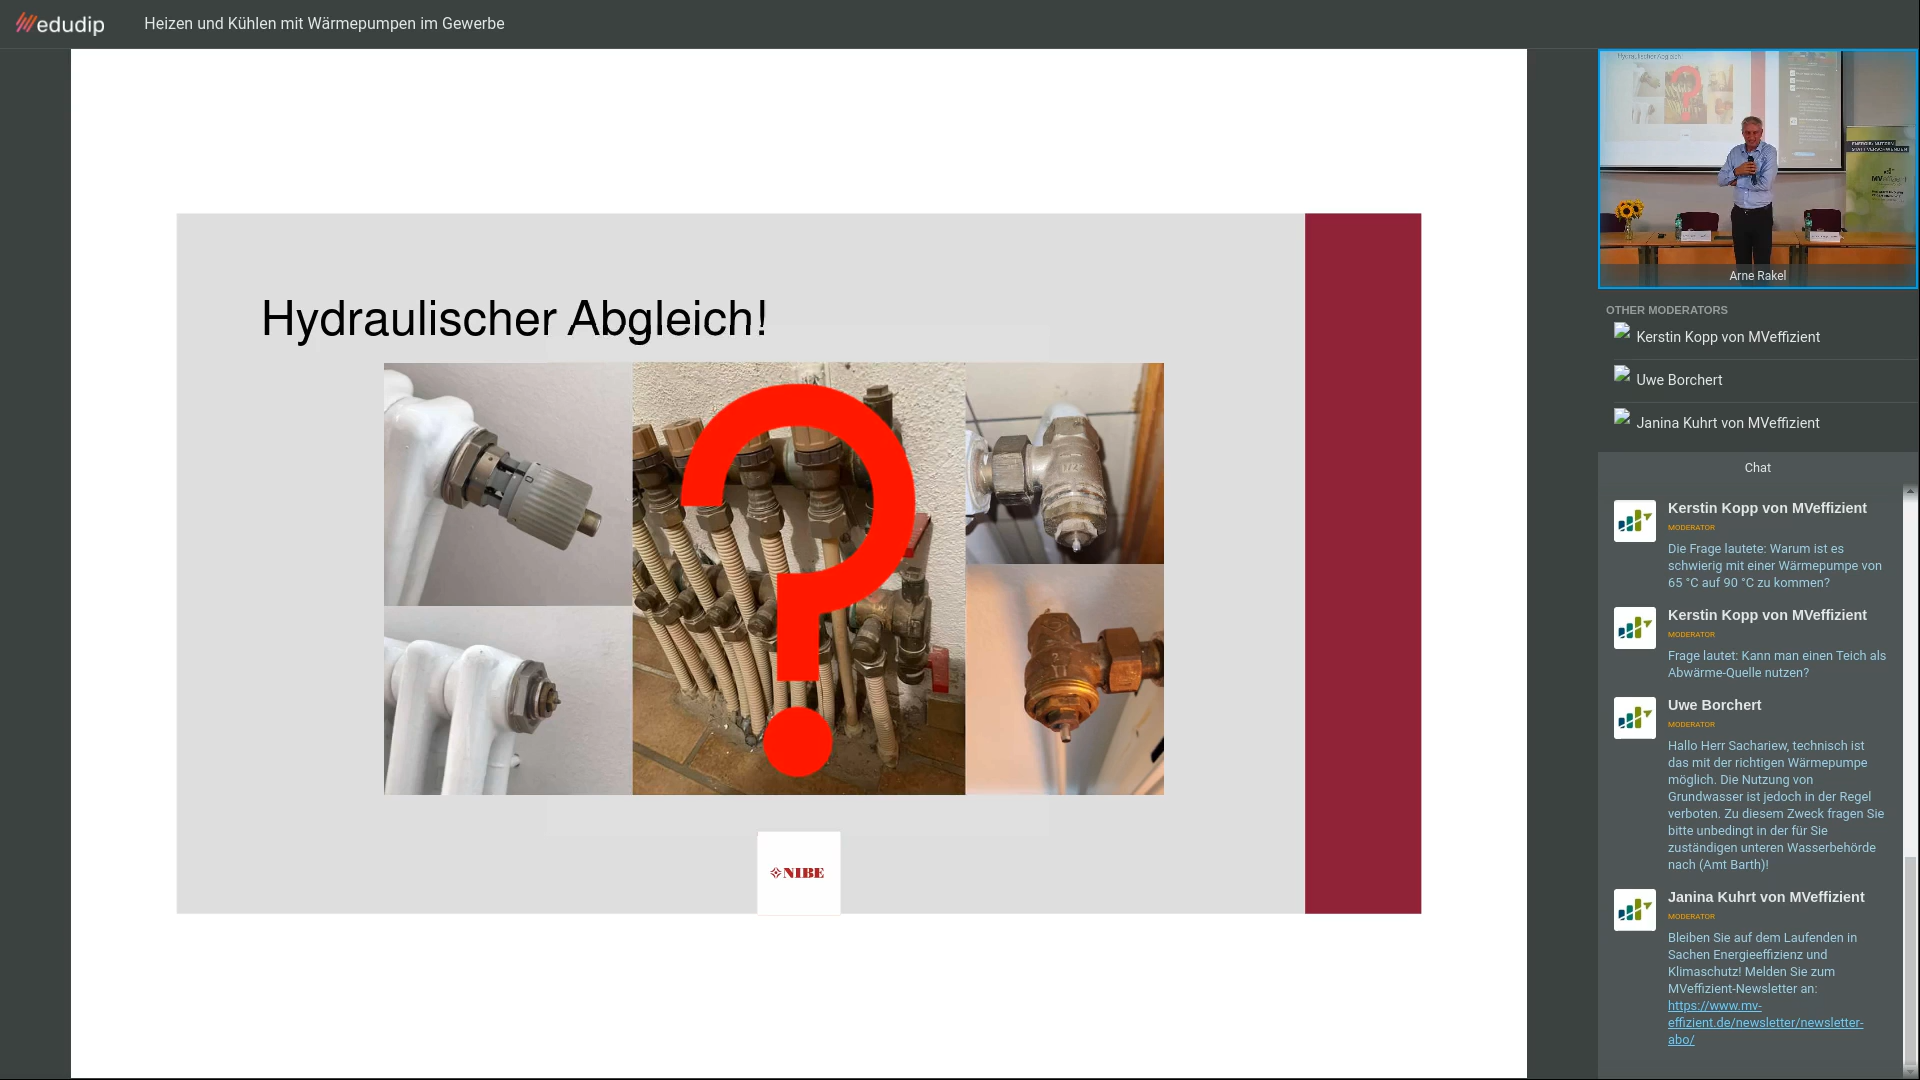 edudip
Heizen und Kühlen mit Wärmepumpen im Gewerbe
Hydraulischer Abgleich!
NIBE
Hydraulischer Abgleich!
MV
Arne Rakel
OTHER MODERATORS
Kerstin Kopp von MVeffizient
Uwe Borchert
Janina Kuhrt von MVeffizient
Chat
Kerstin Kopp von MVeffizient
MODERATOR
Die Frage lautete: Warum ist es
schwierig mit einer Wärmepumpe von
65 °C auf 90 °C zu kommen?
Kerstin Kopp von MVeffizient
MODERATOR
Frage lautet: Kann man einen Teich als
Abwärme-Quelle nutzen?
Uwe Borchert
MODERATOR
Hallo Herr Sachariew, technisch ist
das mit der richtigen Wärmepumpe
möglich. Die Nutzung von
Grundwasser ist jedoch in der Regel
verboten. Zu diesem Zweck fragen Sie
bitte unbedingt in der für Sie
zuständigen unteren Wasserbehörde
nach (Amt Barth)!
Janina Kuhrt von MVeffizient
MODERATOR
Bleiben Sie auf dem Laufenden in
Sachen Energieeffizienz und
Klimaschutz! Melden Sie zum
MVeffizient-Newsletter an:
https://www.mv-
effizient.de/newsletter/newsletter-
abo/